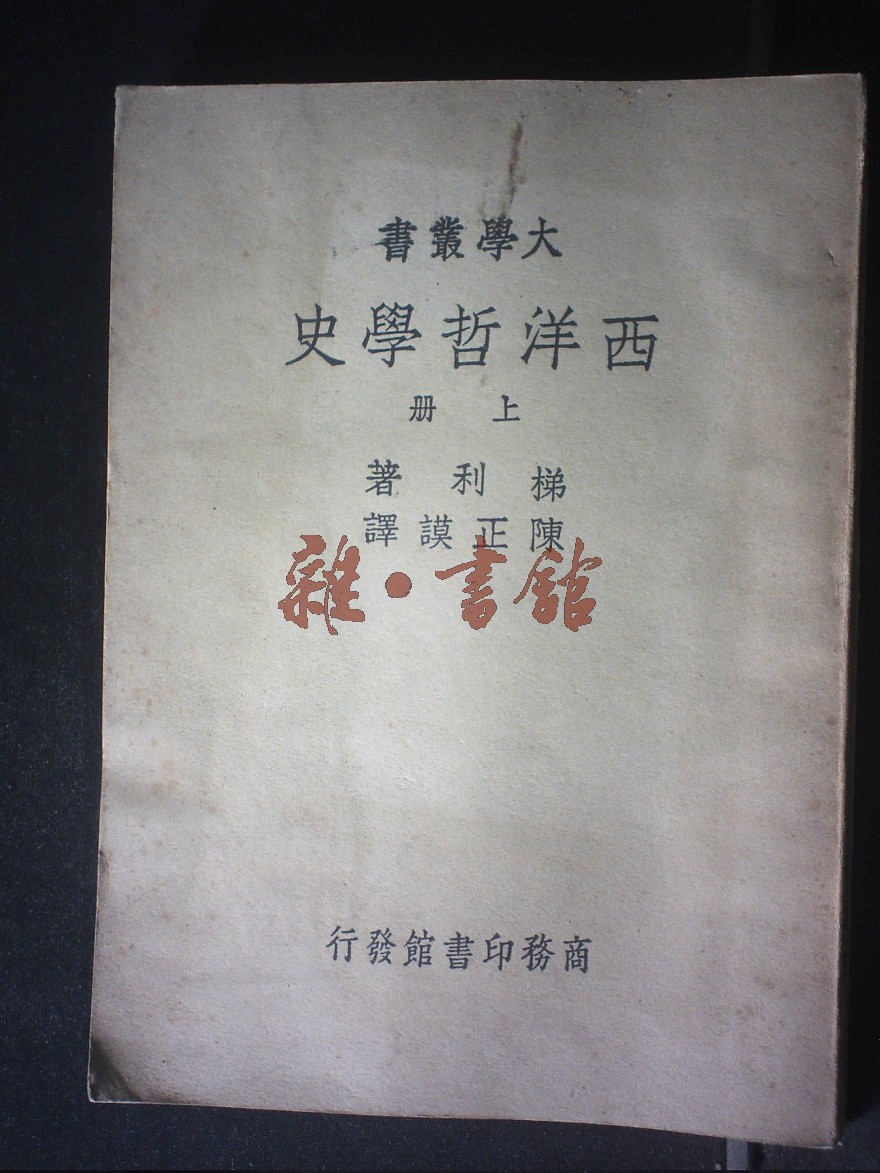 大學叢書
西洋哲學史
上册
梯利著
陳正謨譯
雜·書館
商務印書館發行